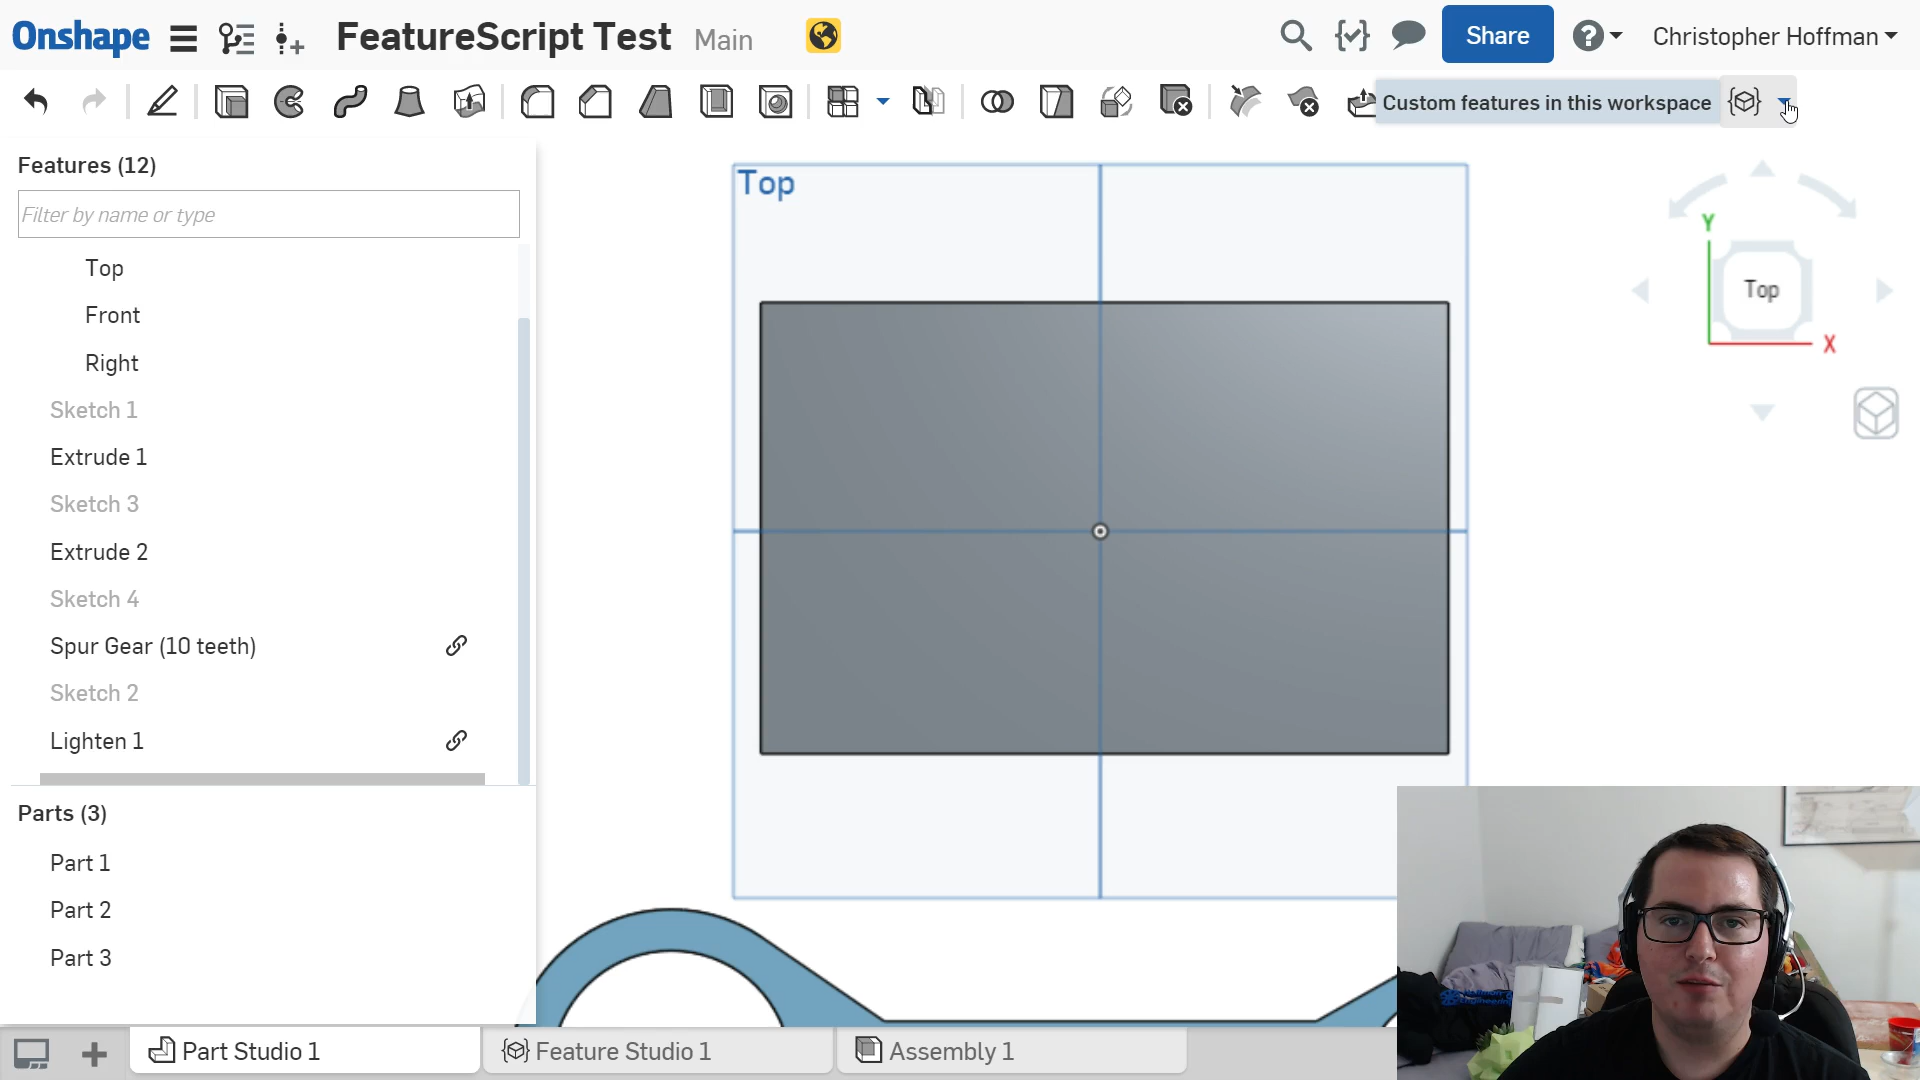 Onshape
FeatureScript Test Main
Share
Christopher Hoffman
Custom features in this workspace
Features (12)
Filter by name or type
Top
Front
Right
Sketch 1
Extrude 1
Sketch 3
Extrude 2
Sketch 4
Spur Gear (10 teeth)
Sketch 2
Lighten 1
Parts (3)
Part 1
Part 2
Part 3
Top
Y
Top
X
Part Studio 1
Feature Studio 1
Assembly 1